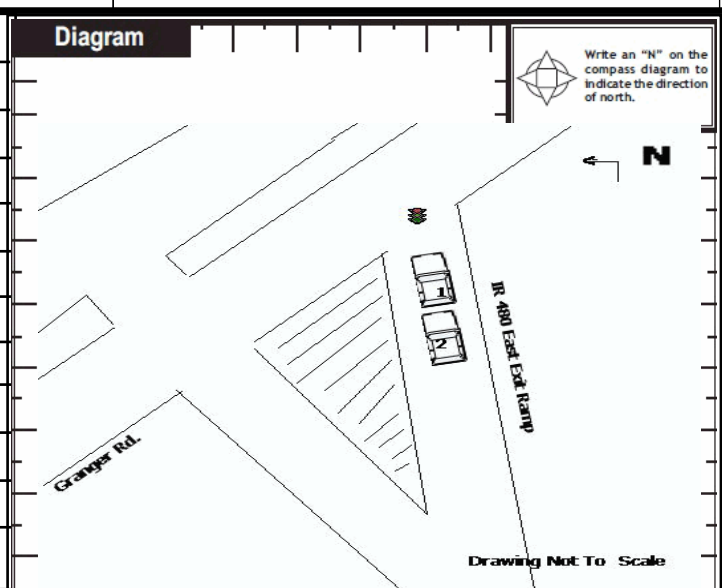 Diagram
Write an “N” on the
compass diagram to
indicate the direction
of north.
N
1
2
IR 480 East Exit Ramp
Granger Rd.
Drawing Not To Scale